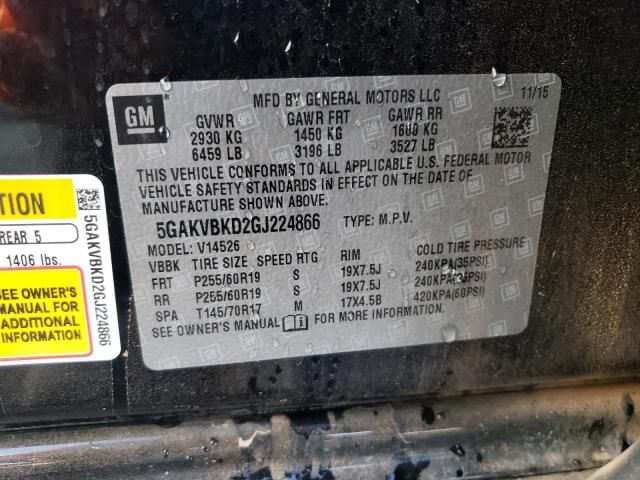 GM
MFD BY GENERAL MOTORS LLC
11/15
GVWR GAWR FRT GAWR RR
2930 KG 1450 KG 1600 KG
6459 LB 3196 LB 3527 LB
THIS VEHICLE CONFORMS TO ALL APPLICABLE U.S. FEDERAL MOTOR
VEHICLE SAFETY STANDARDS IN EFFECT ON THE DATE OF
MANUFACTURE SHOWN ABOVE.
5GAKVBKD2GJ224866 TYPE: M.P.V.
MODEL: V14526
VBBK TIRE SIZE SPEED RTG RIM COLD TIRE PRESSURE
FRT P255/60R19 S 19X7.5J 240KPA(35PSI)
RR P255/60R19 S 19X7.5J 240KPA(35PSI)
SPA T145/70R17 M 17X4.5B 420KPA(60PSI)
SEE OWNER'S MANUAL FOR MORE INFORMATION.
ATION
REAR 5
1406 lbs.
SEE OWNER'S
MANUAL FOR
ADDITIONAL
INFORMATION
5GAKVBKD2GJ224866